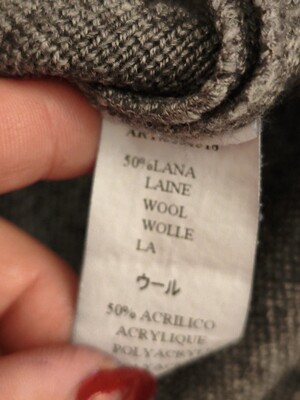 50%LANA
LAINE
WOOL
WOLLE
LA
ウール
50% ACRILICO
ACRYLIQUE